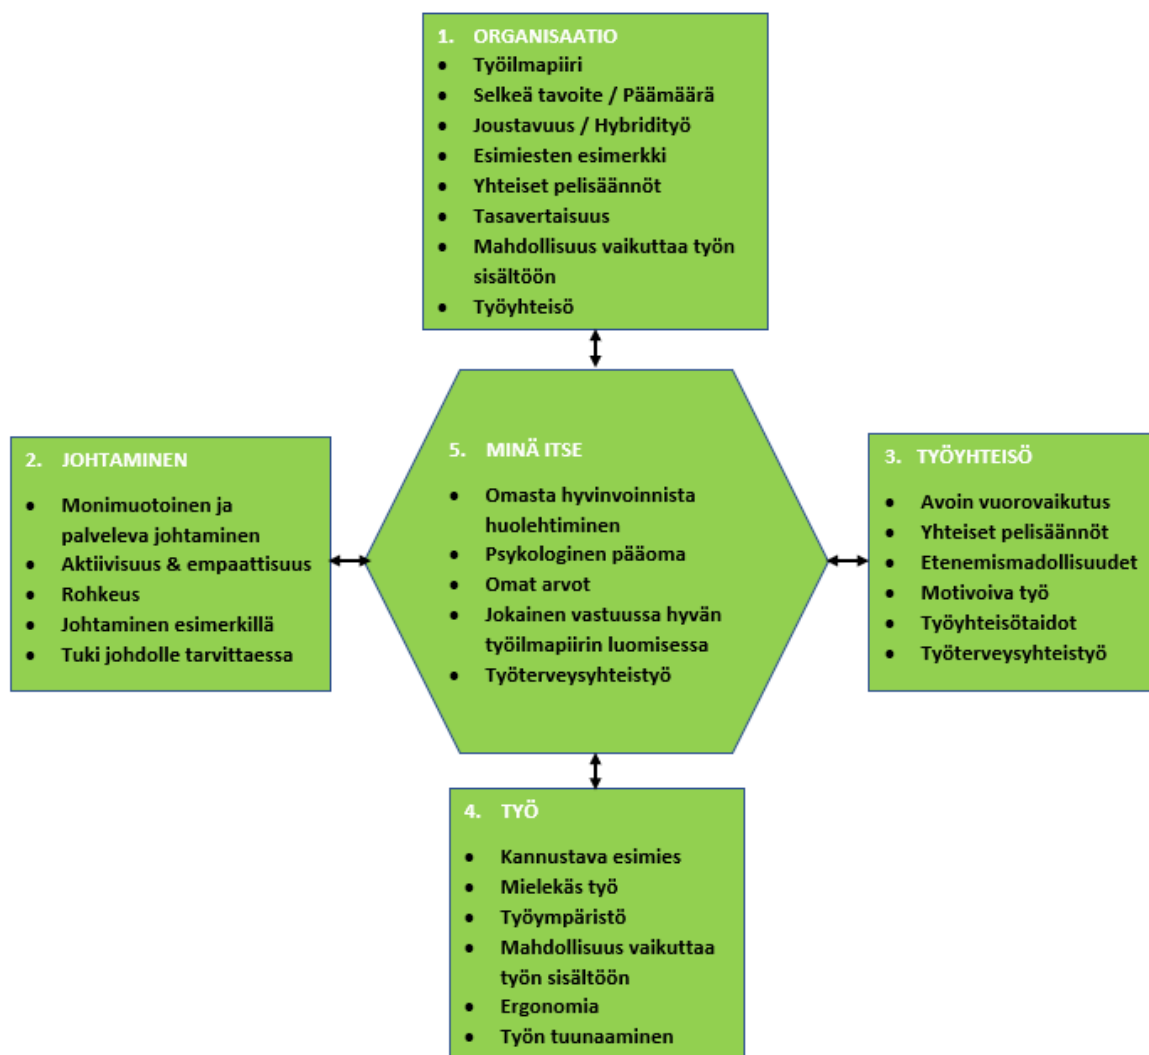 1. ORGANISAATIO
• Työilmapiiri
• Selkeä tavoite / Päämäärä
• Joustavuus / Hybridityö
• Esimiesten esimerkki
• Yhteiset pelisäännöt
• Tasavertaisuus
• Mahdollisuus vaikuttaa työn
sisältöön
• Työyhteisö
2. JOHTAMINEN
• Monimuotoinen ja
palveleva johtaminen
• Aktiivisuus & empaattisuus
• Rohkeus
• Johtaminen esimerkillä
• Tuki johdolle tarvittaessa
5. MINÄ ITSE
• Omasta hyvinvoinnista
huolehtiminen
• Psykologinen pääoma
• Omat arvot
• Jokainen vastuussa hyvän
työilmapiirin luomisessa
• Työterveysyhteistyö
3. TYÖYHTEISÖ
• Avoin vuorovaikutus
• Yhteiset pelisäännöt
• Etenemismadollisuudet
• Motivoiva työ
• Työyhteisötaidot
• Työterveysyhteistyö
4. TYÖ
• Kannustava esimies
• Mielekäs työ
• Työympäristö
• Mahdollisuus vaikuttaa
työn sisältöön
• Ergonomia
• Työn tuunaaminen